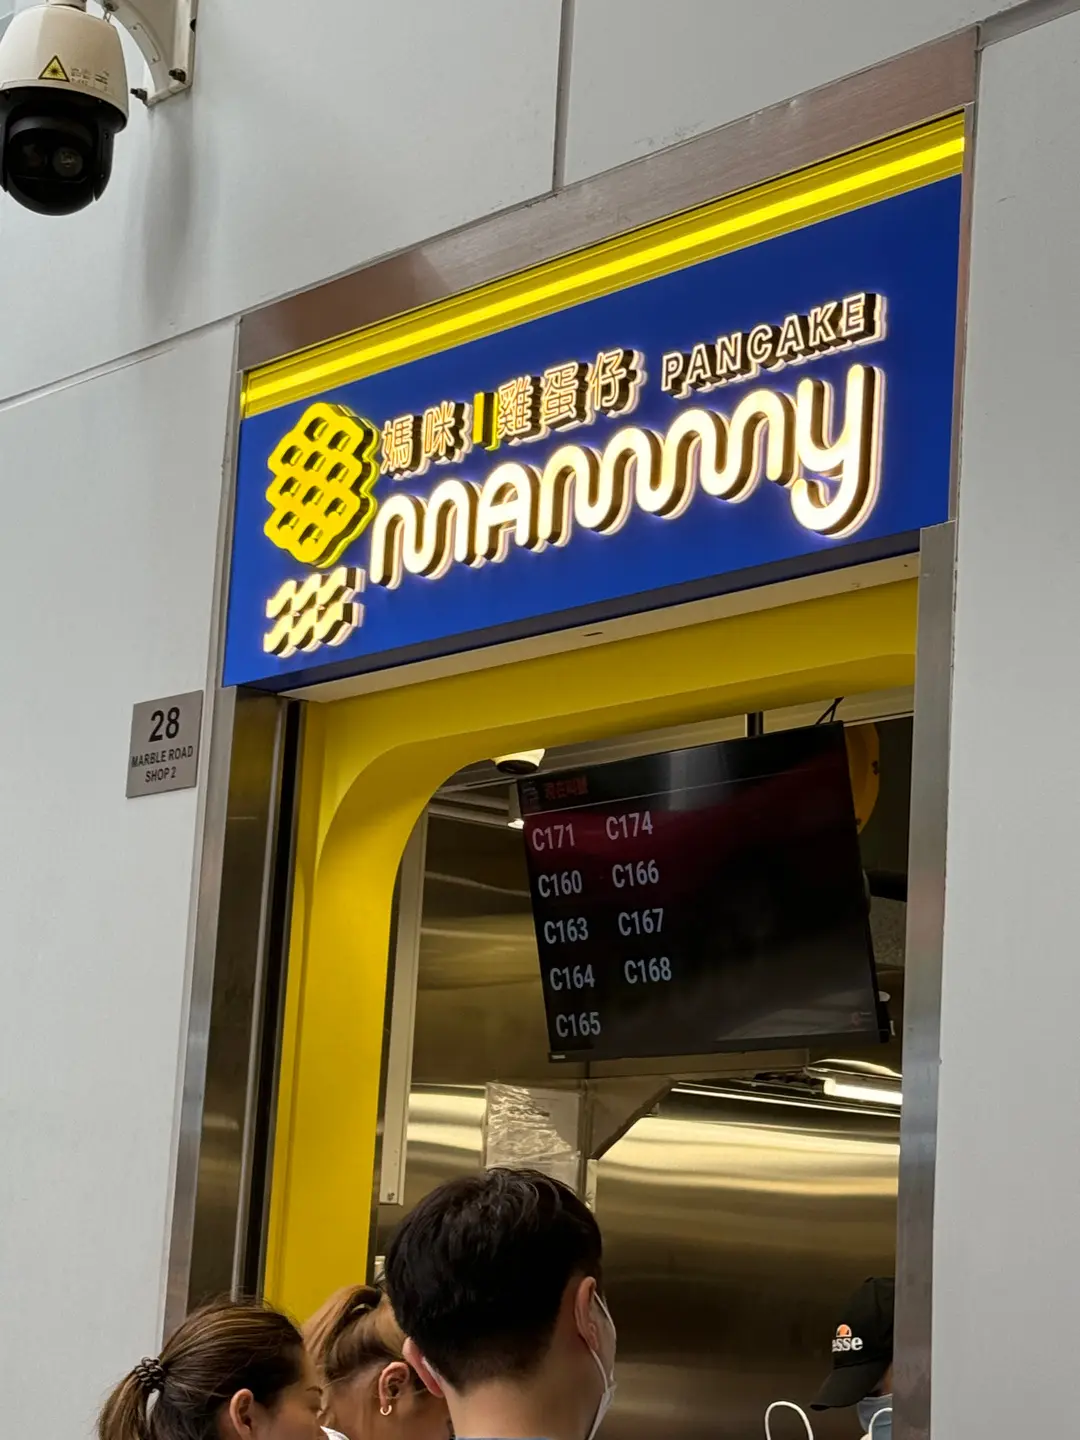 媽咪 雞蛋仔 PANCAKE
MAMMY
28
MARBLE ROAD
SHOP 2
C171 C174
C160 C166
C163 C167
C164 C168
C165
esse